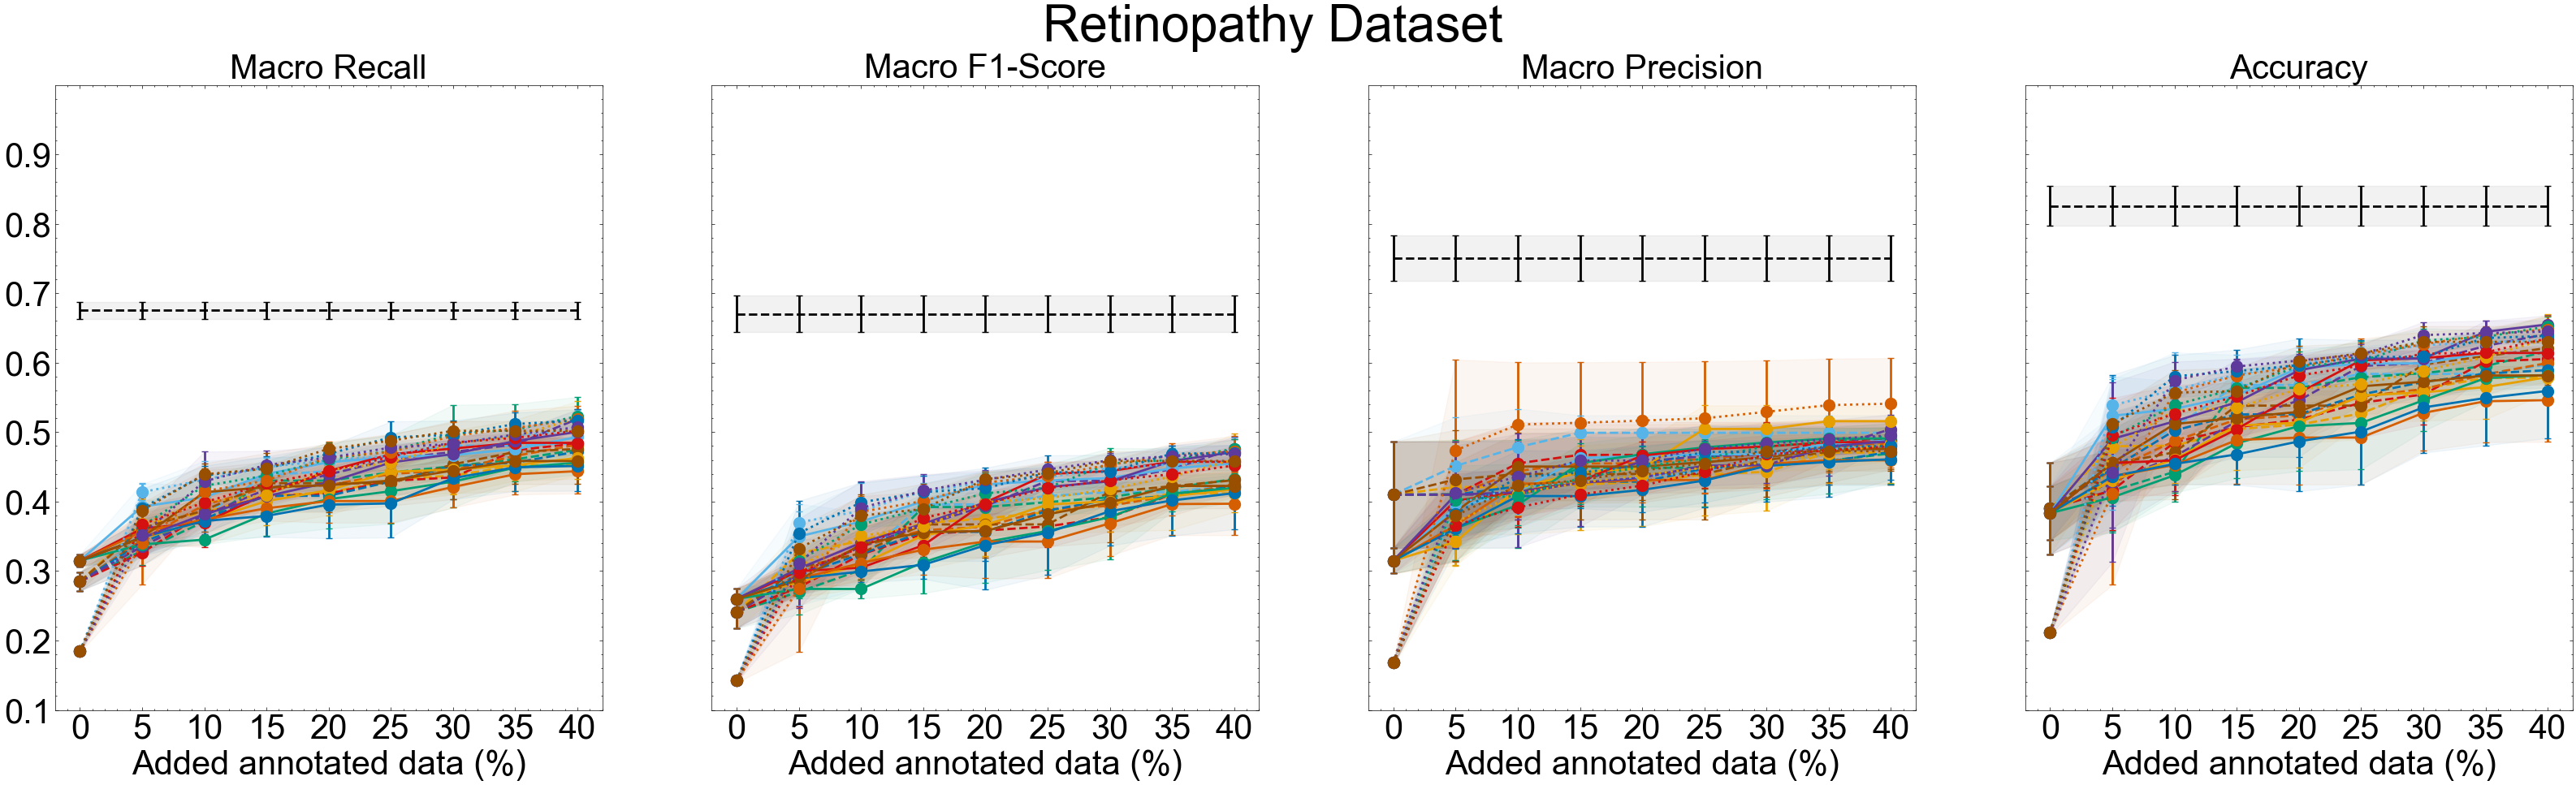 Retinopathy Dataset
Macro Recall
Macro F1-Score
Macro Precision
Accuracy
0.9
0.8
0.7
0.6
0.5
0.4
0.3
0.2
0.1
0 5 10 15 20 25 30 35 40
0 5 10 15 20 25 30 35 40
0 5 10 15 20 25 30 35 40
0 5 10 15 20 25 30 35 40
Added annotated data (%)
Added annotated data (%)
Added annotated data (%)
Added annotated data (%)